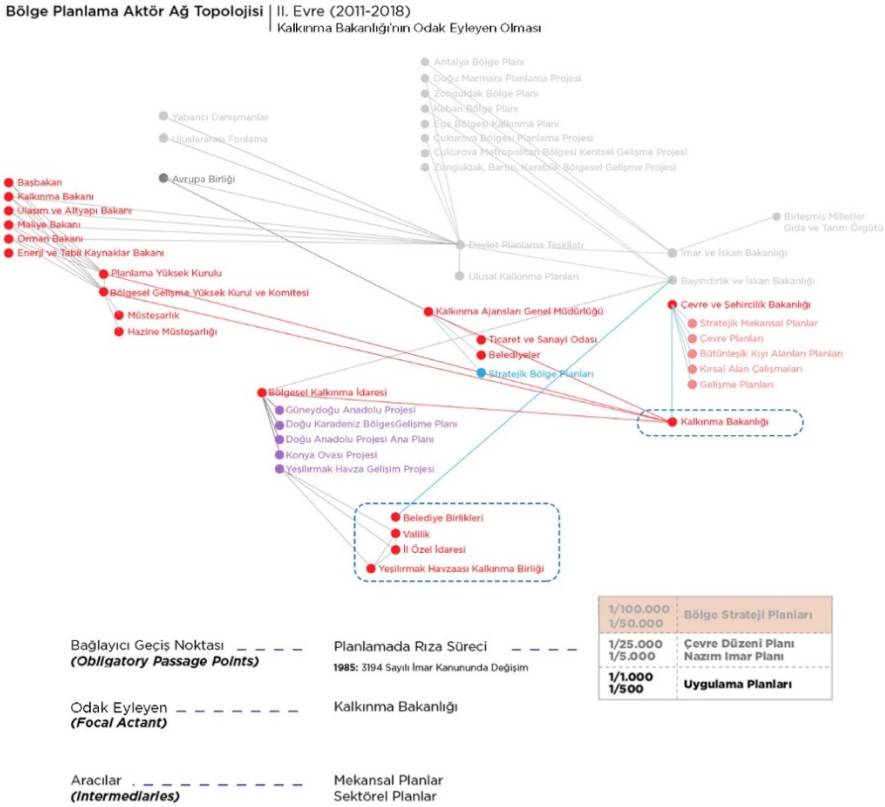 Bölge Planlama Aktör Ağ Topolojisi
II. Evre (2011-2018)
Kalkınma Bakanlığı'nın Odak Eyleyen Olması
Antalya Bölge Planı
Doğu Marmara Planlama Projesi
Zonguldak Bölge Planı
Keban Bölge Planı
Ege Bölgesi Kalkınma Planı
Çukurova Bölgesi Planlama Projesi
Çukurova Metropolitan Bölgesi Kentsel Gelişme Projesi
Zonguldak, Bartın, Karabük Bölgesel Gelişme Projesi
Yabancı Danışmanlar
Uluslararası Fonlama
Avrupa Birliği
Başbakan
Kalkınma Bakanı
Ulaşım ve Altyapı Bakanı
Maliye Bakanı
Orman Bakanı
Enerji ve Tabii Kaynaklar Bakanı
Birleşmiş Milletler
Gıda ve Tarım Örgütü
Devlet Planlama Teşkilatı
İmar ve İskan Bakanlığı
Ulusal Kalkınma Planları
Bayındırlık ve İskan Bakanlığı
Planlama Yüksek Kurulu
Bölgesel Gelişme Yüksek Kurul ve Komitesi
Müsteşarlık
Hazine Müsteşarlığı
Kalkınma Ajansları Genel Müdürlüğü
Ticaret ve Sanayi Odası
Belediyeler
Stratejik Bölge Planları
Çevre ve Şehircilik Bakanlığı
Stratejik Mekansal Planlar
Çevre Planları
Bütünleşik Kıyı Alanları Planları
Kırsal Alan Çalışmaları
Gelişme Planları
Bölgesel Kalkınma İdaresi
Güneydoğu Anadolu Projesi
Doğu Karadeniz BölgesGelişme Planı
Doğu Anadolu Projesi Ana Planı
Konya Ovası Projesi
Yeşilırmak Havza Gelişim Projesi
Kalkınma Bakanlığı
Belediye Birlikleri
Valilik
İl Özel İdaresi
Yeşilırmak Havzaası Kalkınma Birliği
1/100.000
1/50.000
Bölge Strateji Planları
1/25.000
1/5.000
Çevre Düzeni Planı
Nazım Imar Planı
1/1.000
1/500
Uygulama Planları
Bağlayıcı Geçiş Noktası
(Obligatory Passage Points)
Planlamada Rıza Süreci
1985: 3194 Sayılı İmar Kanununda Değişim
Odak Eyleyen
(Focal Actant)
Kalkınma Bakanlığı
Aracılar
(Intermediaries)
Mekansal Planlar
Sektörel Planlar